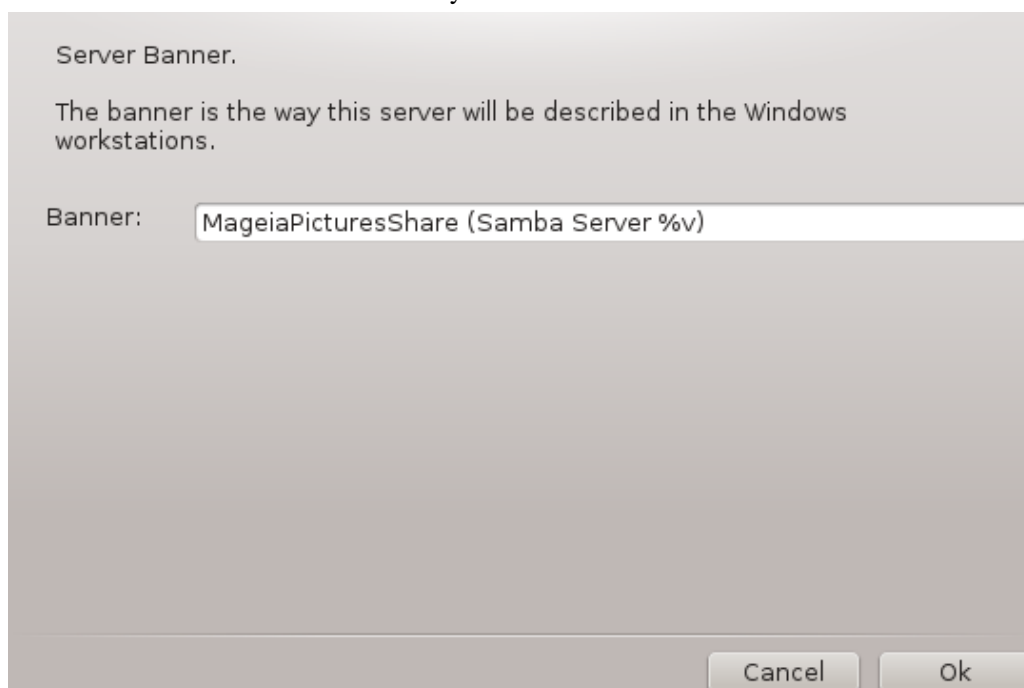 Server Banner.
The banner is the way this server will be described in the Windows
workstations.
Banner: MageiaPicturesShare (Samba Server %v)
Cancel Ok